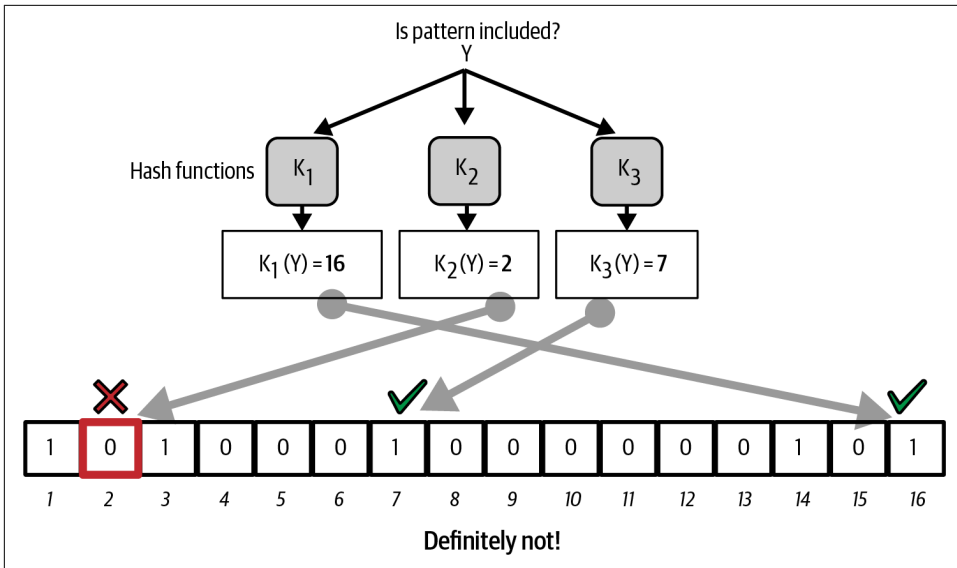 Is pattern included?
Y
Hash functions K1 K2 K3
K1 (Y) = 16 K2 (Y) = 2 K3 (Y) = 7
1 0 1 0 0 0 1 0 0 0 0 0 0 1 0 1
1 2 3 4 5 6 7 8 9 10 11 12 13 14 15 16
Definitely not!